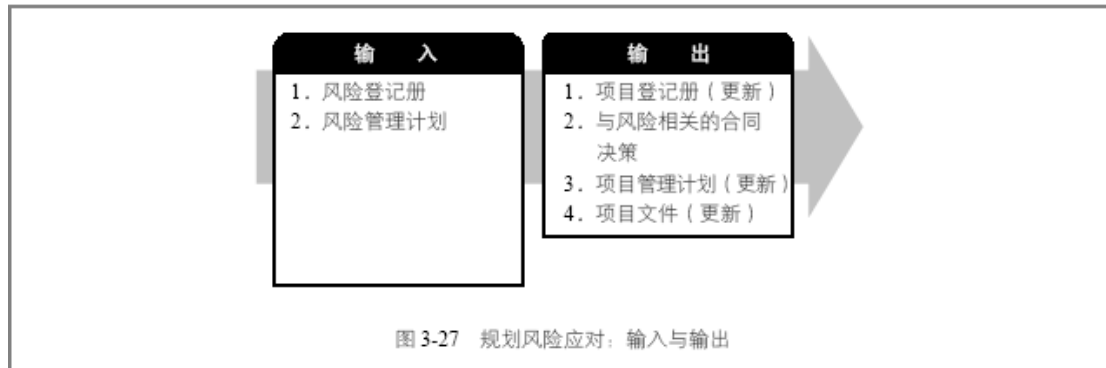 输 入
1. 风险登记册
2. 风险管理计划
输 出
1. 项目登记册（更新）
2. 与风险相关的合同
决策
3. 项目管理计划（更新）
4. 项目文件（更新）
图 3-27 规划风险应对：输入与输出